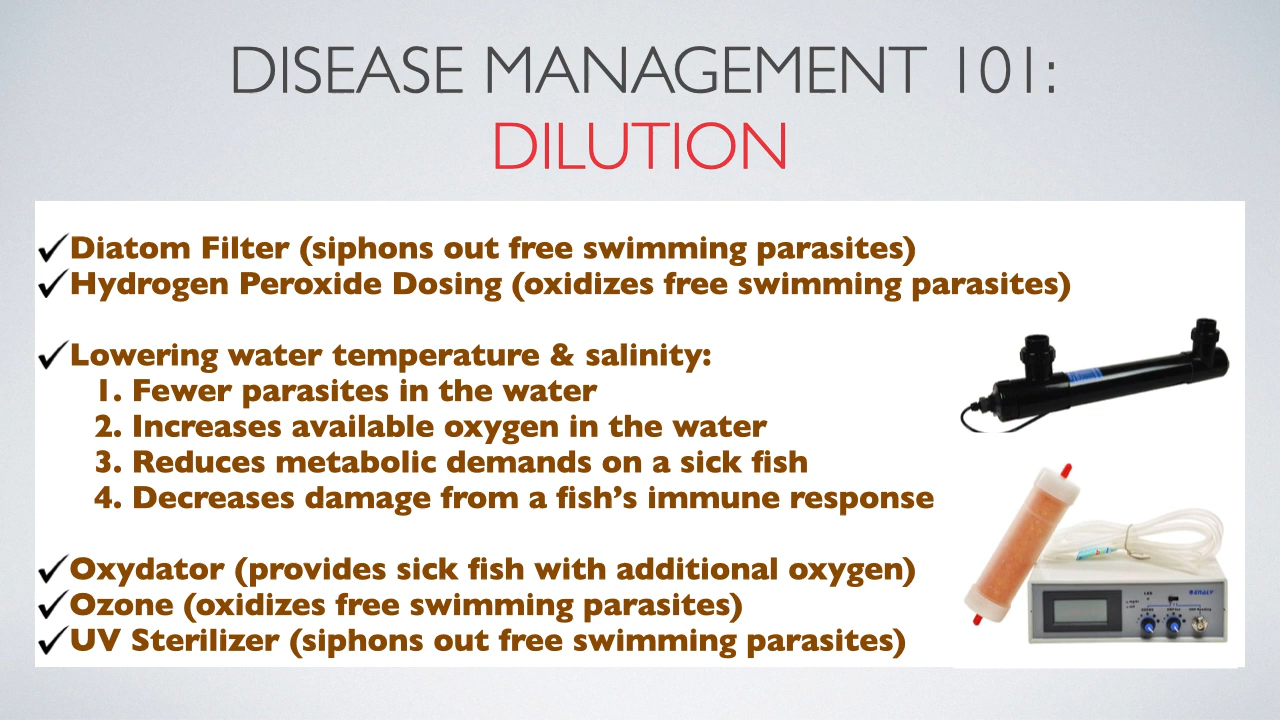 DISEASE MANAGEMENT 101:
DILUTION
✓Diatom Filter (siphons out free swimming parasites)
✓Hydrogen Peroxide Dosing (oxidizes free swimming parasites)
✓Lowering water temperature & salinity:
1. Fewer parasites in the water
2. Increases available oxygen in the water
3. Reduces metabolic demands on a sick fish
4. Decreases damage from a fish's immune response
✓Oxydator (provides sick fish with additional oxygen)
✓Ozone (oxidizes free swimming parasites)
✓UV Sterilizer (siphons out free swimming parasites)